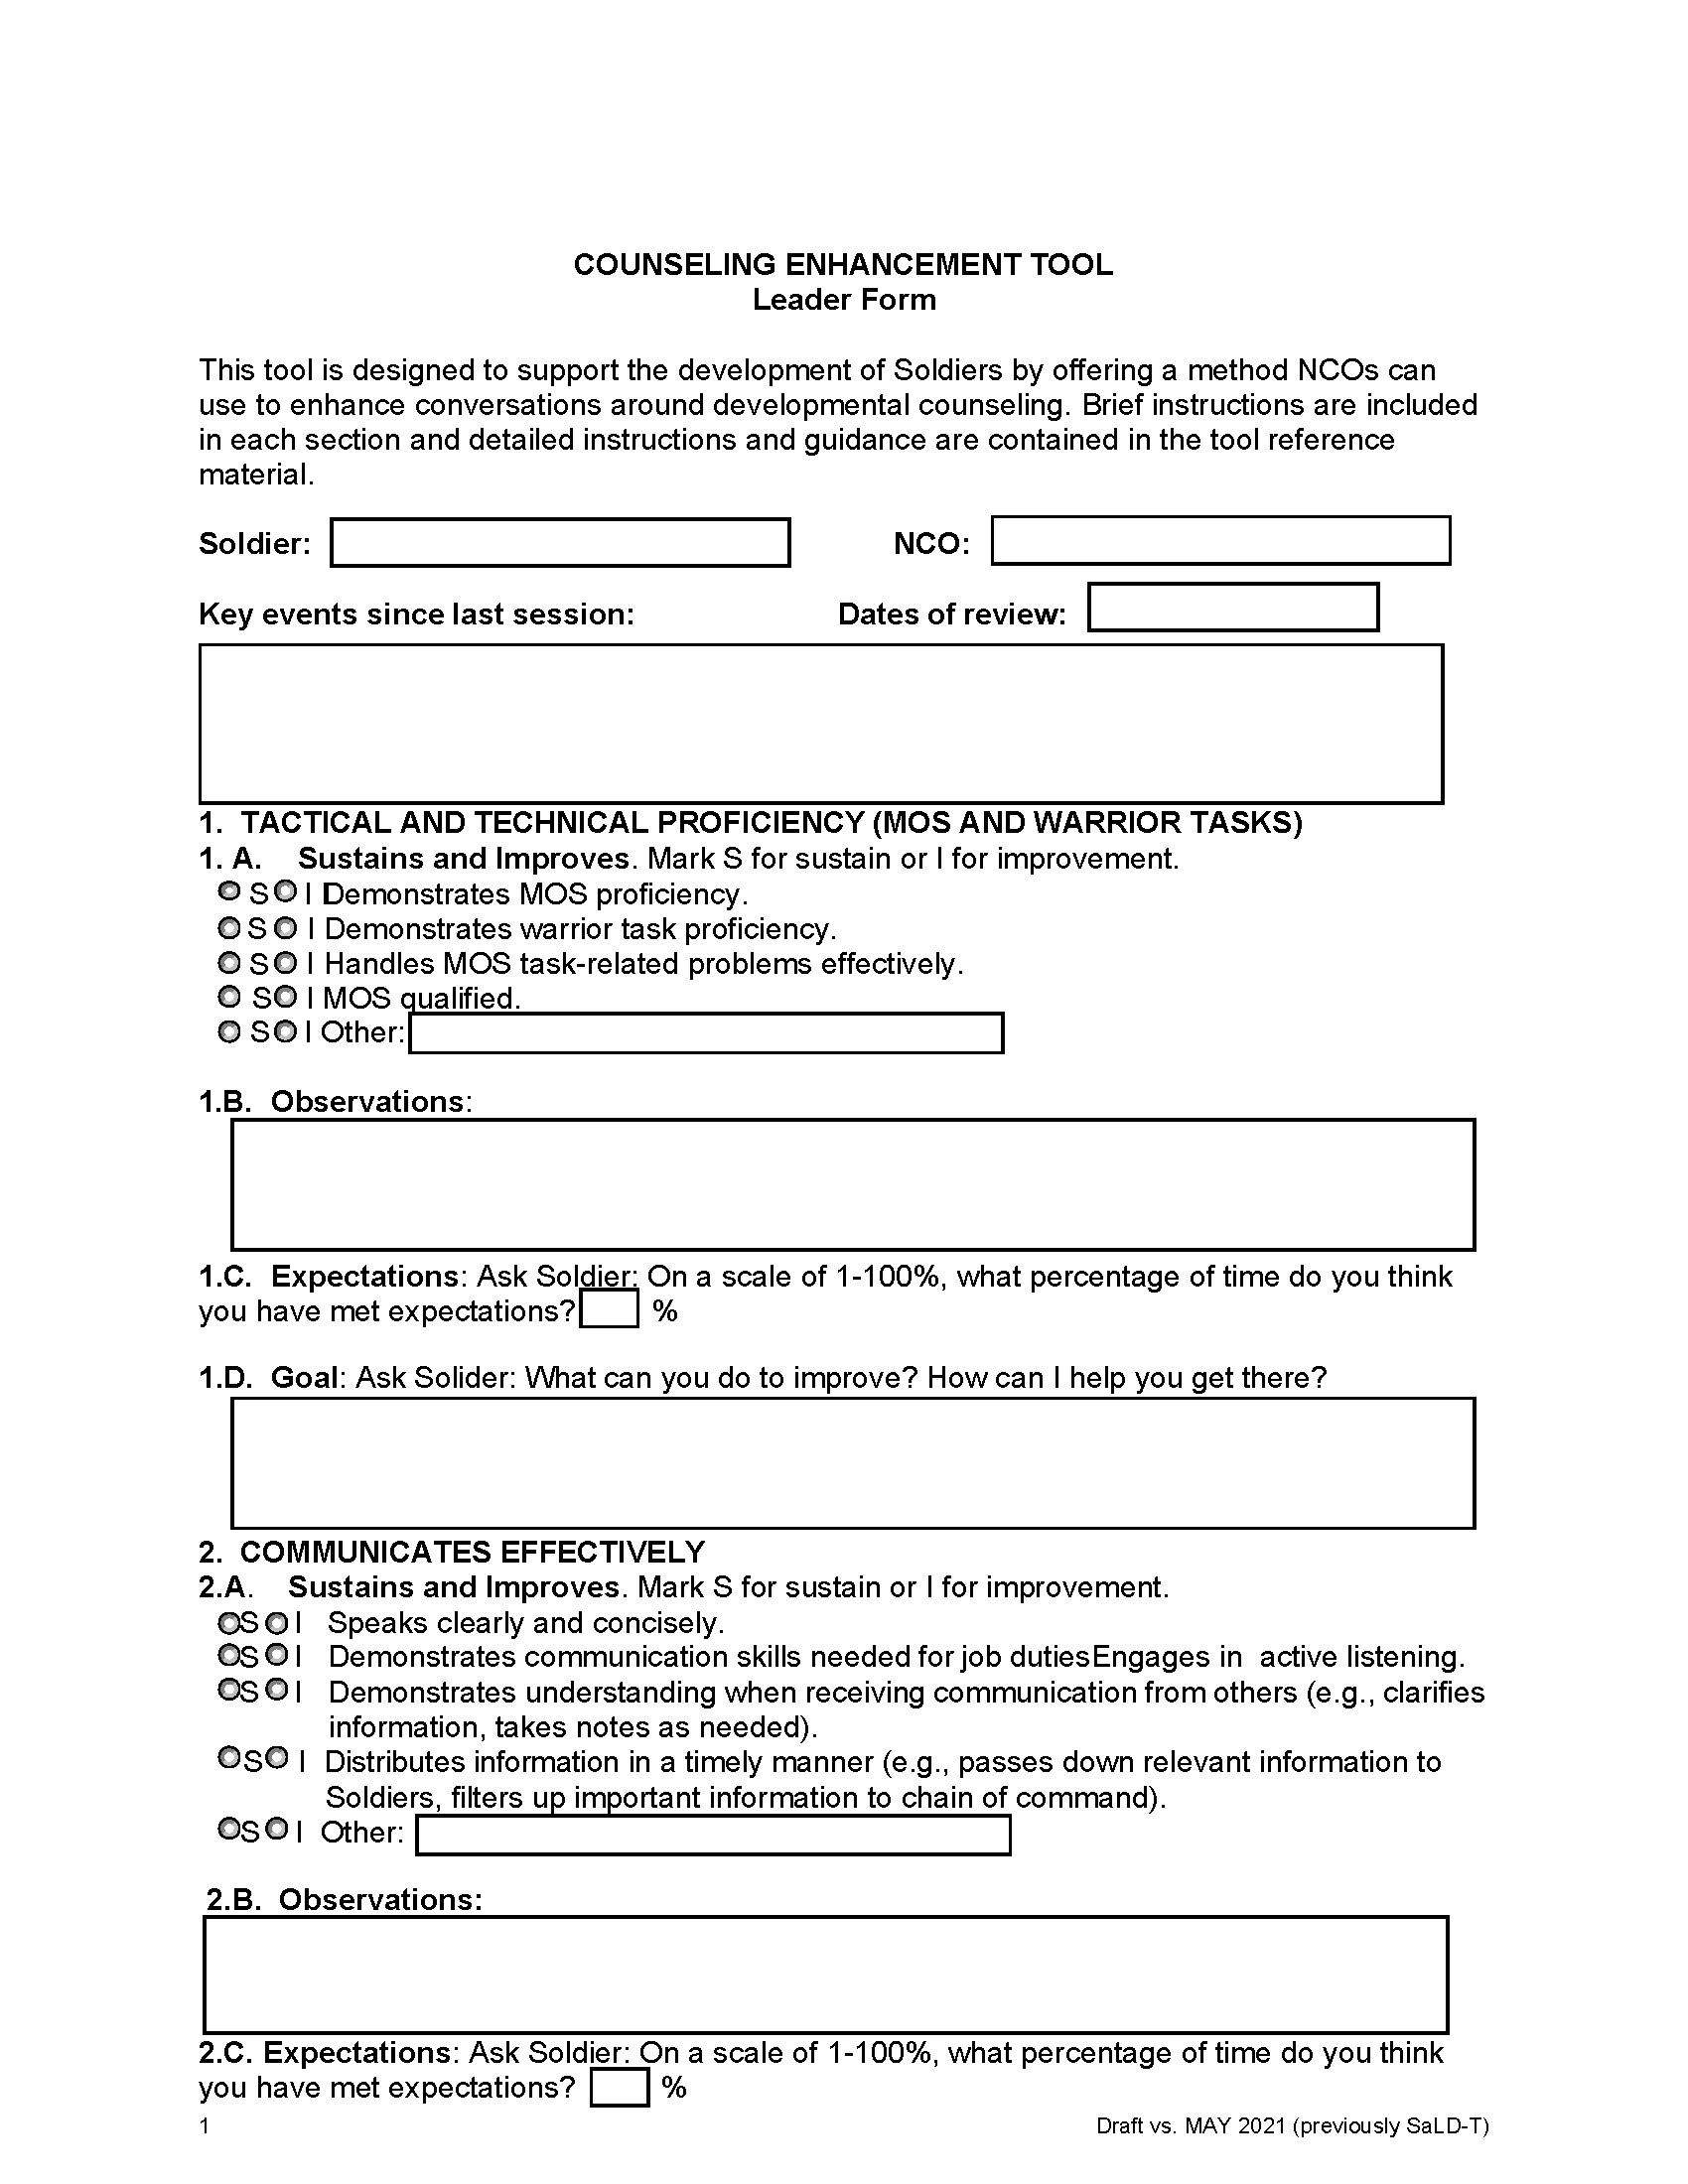 COUNSELING ENHANCEMENT TOOL
Leader Form
This tool is designed to support the development of Soldiers by offering a method NCOs can
use to enhance conversations around developmental counseling. Brief instructions are included
in each section and detailed instructions and guidance are contained in the tool reference
material.
Soldier: NCO:
Key events since last session: Dates of review:
1. TACTICAL AND TECHNICAL PROFICIENCY (MOS AND WARRIOR TASKS)
1. A. Sustains and Improves. Mark S for sustain or I for improvement.
S I Demonstrates MOS proficiency.
S I Demonstrates warrior task proficiency.
S I Handles MOS task-related problems effectively.
S I MOS qualified.
S I Other:
1.B. Observations:
1.C. Expectations: Ask Soldier: On a scale of 1-100%, what percentage of time do you think
you have met expectations? %
1.D. Goal: Ask Solider: What can you do to improve? How can I help you get there?
2. COMMUNICATES EFFECTIVELY
2.A. Sustains and Improves. Mark S for sustain or I for improvement.
S I Speaks clearly and concisely.
S I Demonstrates communication skills needed for job dutiesEngages in active listening.
S I Demonstrates understanding when receiving communication from others (e.g., clarifies
information, takes notes as needed).
S I Distributes information in a timely manner (e.g., passes down relevant information to
Soldiers, filters up important information to chain of command).
S I Other:
2.B. Observations:
2.C. Expectations: Ask Soldier: On a scale of 1-100%, what percentage of time do you think
you have met expectations? %
1 Draft vs. MAY 2021 (previously SaLD-T)